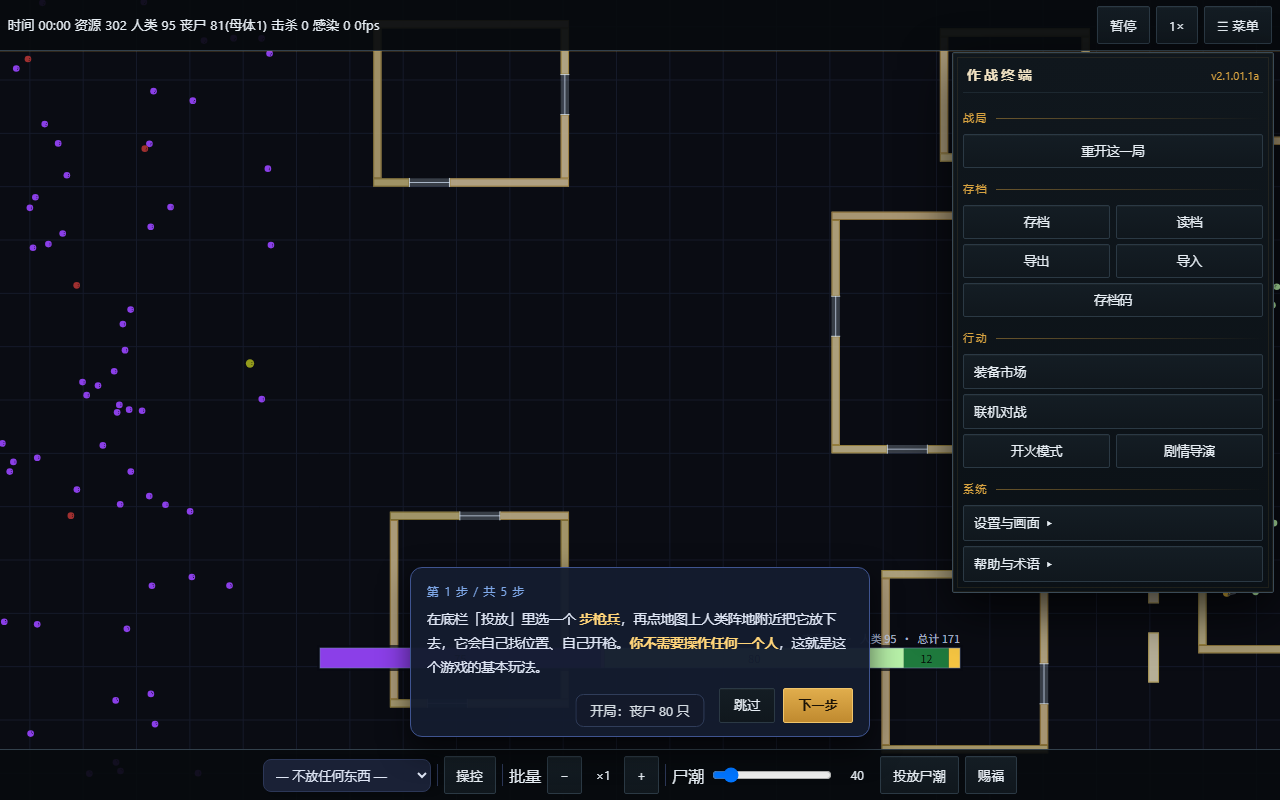 时间 00:00 资源 302 人类 95 丧尸 81(母体1) 击杀 0 感染 0 0fps
暂停
1×
☰ 菜单
作战终端
v2.1.01.1a
战局
重开这一局
存档
存档
读档
导出
导入
存档码
行动
装备市场
联机对战
开火模式
剧情导演
系统
设置与画面 ▸
帮助与术语 ▸
第 1 步 / 共 5 步
在底栏「投放」里选一个 步枪兵，再点地图上人类阵地附近把它放下
去，它会自己找位置、自己开枪。你不需要操作任何一个人，这就是这
个游戏的基本玩法。
类 95 · 总计 171
12
开局：丧尸 80 只
跳过
下一步
— 不放任何东西 —
操控
批量
−
×1
+
尸潮
40
投放尸潮
赐福